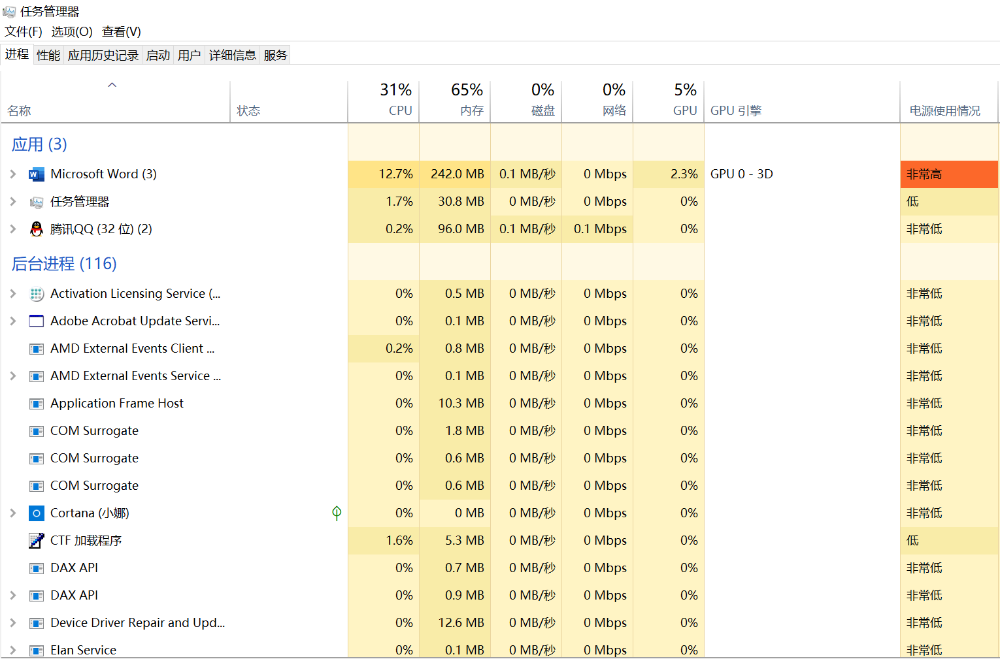 任务管理器
文件(F) 选项(O) 查看(V)
进程 性能 应用历史记录 启动 用户 详细信息 服务
31% 65% 0% 0% 5%
名称 状态 CPU 内存 磁盘 网络 GPU GPU 引擎 电源使用情况
应用 (3)
Microsoft Word (3) 12.7% 242.0 MB 0.1 MB/秒 0 Mbps 2.3% GPU 0 - 3D 非常高
任务管理器 1.7% 30.8 MB 0 MB/秒 0 Mbps 0% 低
腾讯QQ (32 位) (2) 0.2% 96.0 MB 0.1 MB/秒 0.1 Mbps 0% 非常低
后台进程 (116)
Activation Licensing Service (... 0% 0.5 MB 0 MB/秒 0 Mbps 0% 非常低
Adobe Acrobat Update Servi... 0% 0.1 MB 0 MB/秒 0 Mbps 0% 非常低
AMD External Events Client ... 0.2% 0.8 MB 0 MB/秒 0 Mbps 0% 非常低
AMD External Events Service ... 0% 0.1 MB 0 MB/秒 0 Mbps 0% 非常低
Application Frame Host 0% 10.3 MB 0 MB/秒 0 Mbps 0% 非常低
COM Surrogate 0% 1.8 MB 0 MB/秒 0 Mbps 0% 非常低
COM Surrogate 0% 0.6 MB 0 MB/秒 0 Mbps 0% 非常低
COM Surrogate 0% 0.6 MB 0 MB/秒 0 Mbps 0% 非常低
Cortana (小娜) 0% 0 MB 0 MB/秒 0 Mbps 0% 非常低
CTF 加载程序 1.6% 5.3 MB 0 MB/秒 0 Mbps 0% 低
DAX API 0% 0.7 MB 0 MB/秒 0 Mbps 0% 非常低
DAX API 0% 0.9 MB 0 MB/秒 0 Mbps 0% 非常低
Device Driver Repair and Upd... 0% 12.6 MB 0 MB/秒 0 Mbps 0% 非常低
Elan Service 0% 0.1 MB 0 MB/秒 0 Mbps 0% 非常低